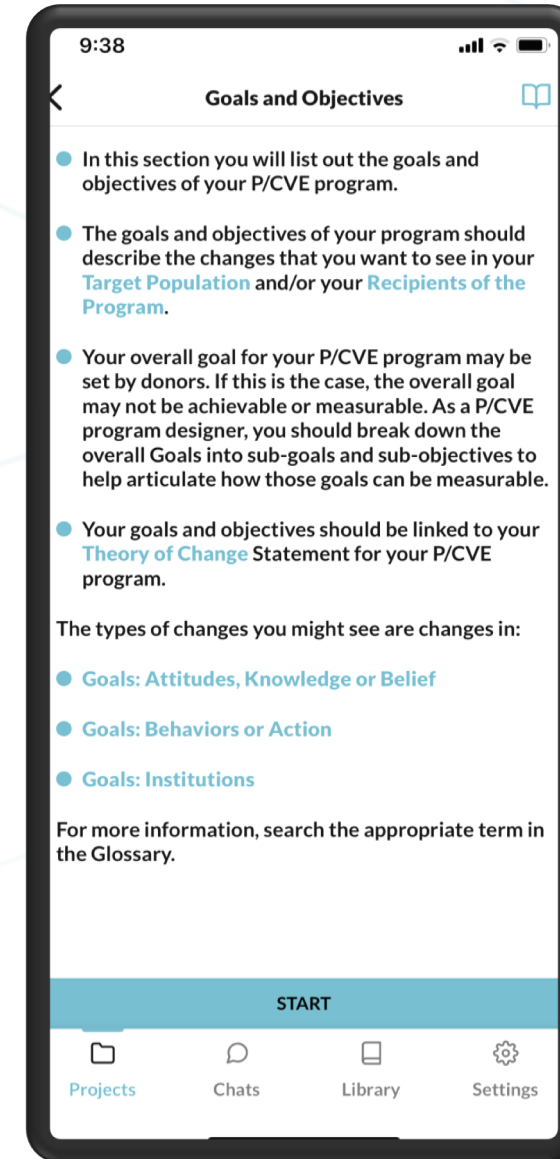 9:38
Goals and Objectives
In this section you will list out the goals and
objectives of your P/CVE program.
The goals and objectives of your program should
describe the changes that you want to see in your
Target Population and/or your Recipients of the
Program.
Your overall goal for your P/CVE program may be
set by donors. If this is the case, the overall goal
may not be achievable or measurable. As a P/CVE
program designer, you should break down the
overall Goals into sub-goals and sub-objectives to
help articulate how those goals can be measurable.
Your goals and objectives should be linked to your
Theory of Change Statement for your P/CVE
program.
The types of changes you might see are changes in:
Goals: Attitudes, Knowledge or Belief
Goals: Behaviors or Action
Goals: Institutions
For more information, search the appropriate term in
the Glossary.
START
Projects Chats Library Settings